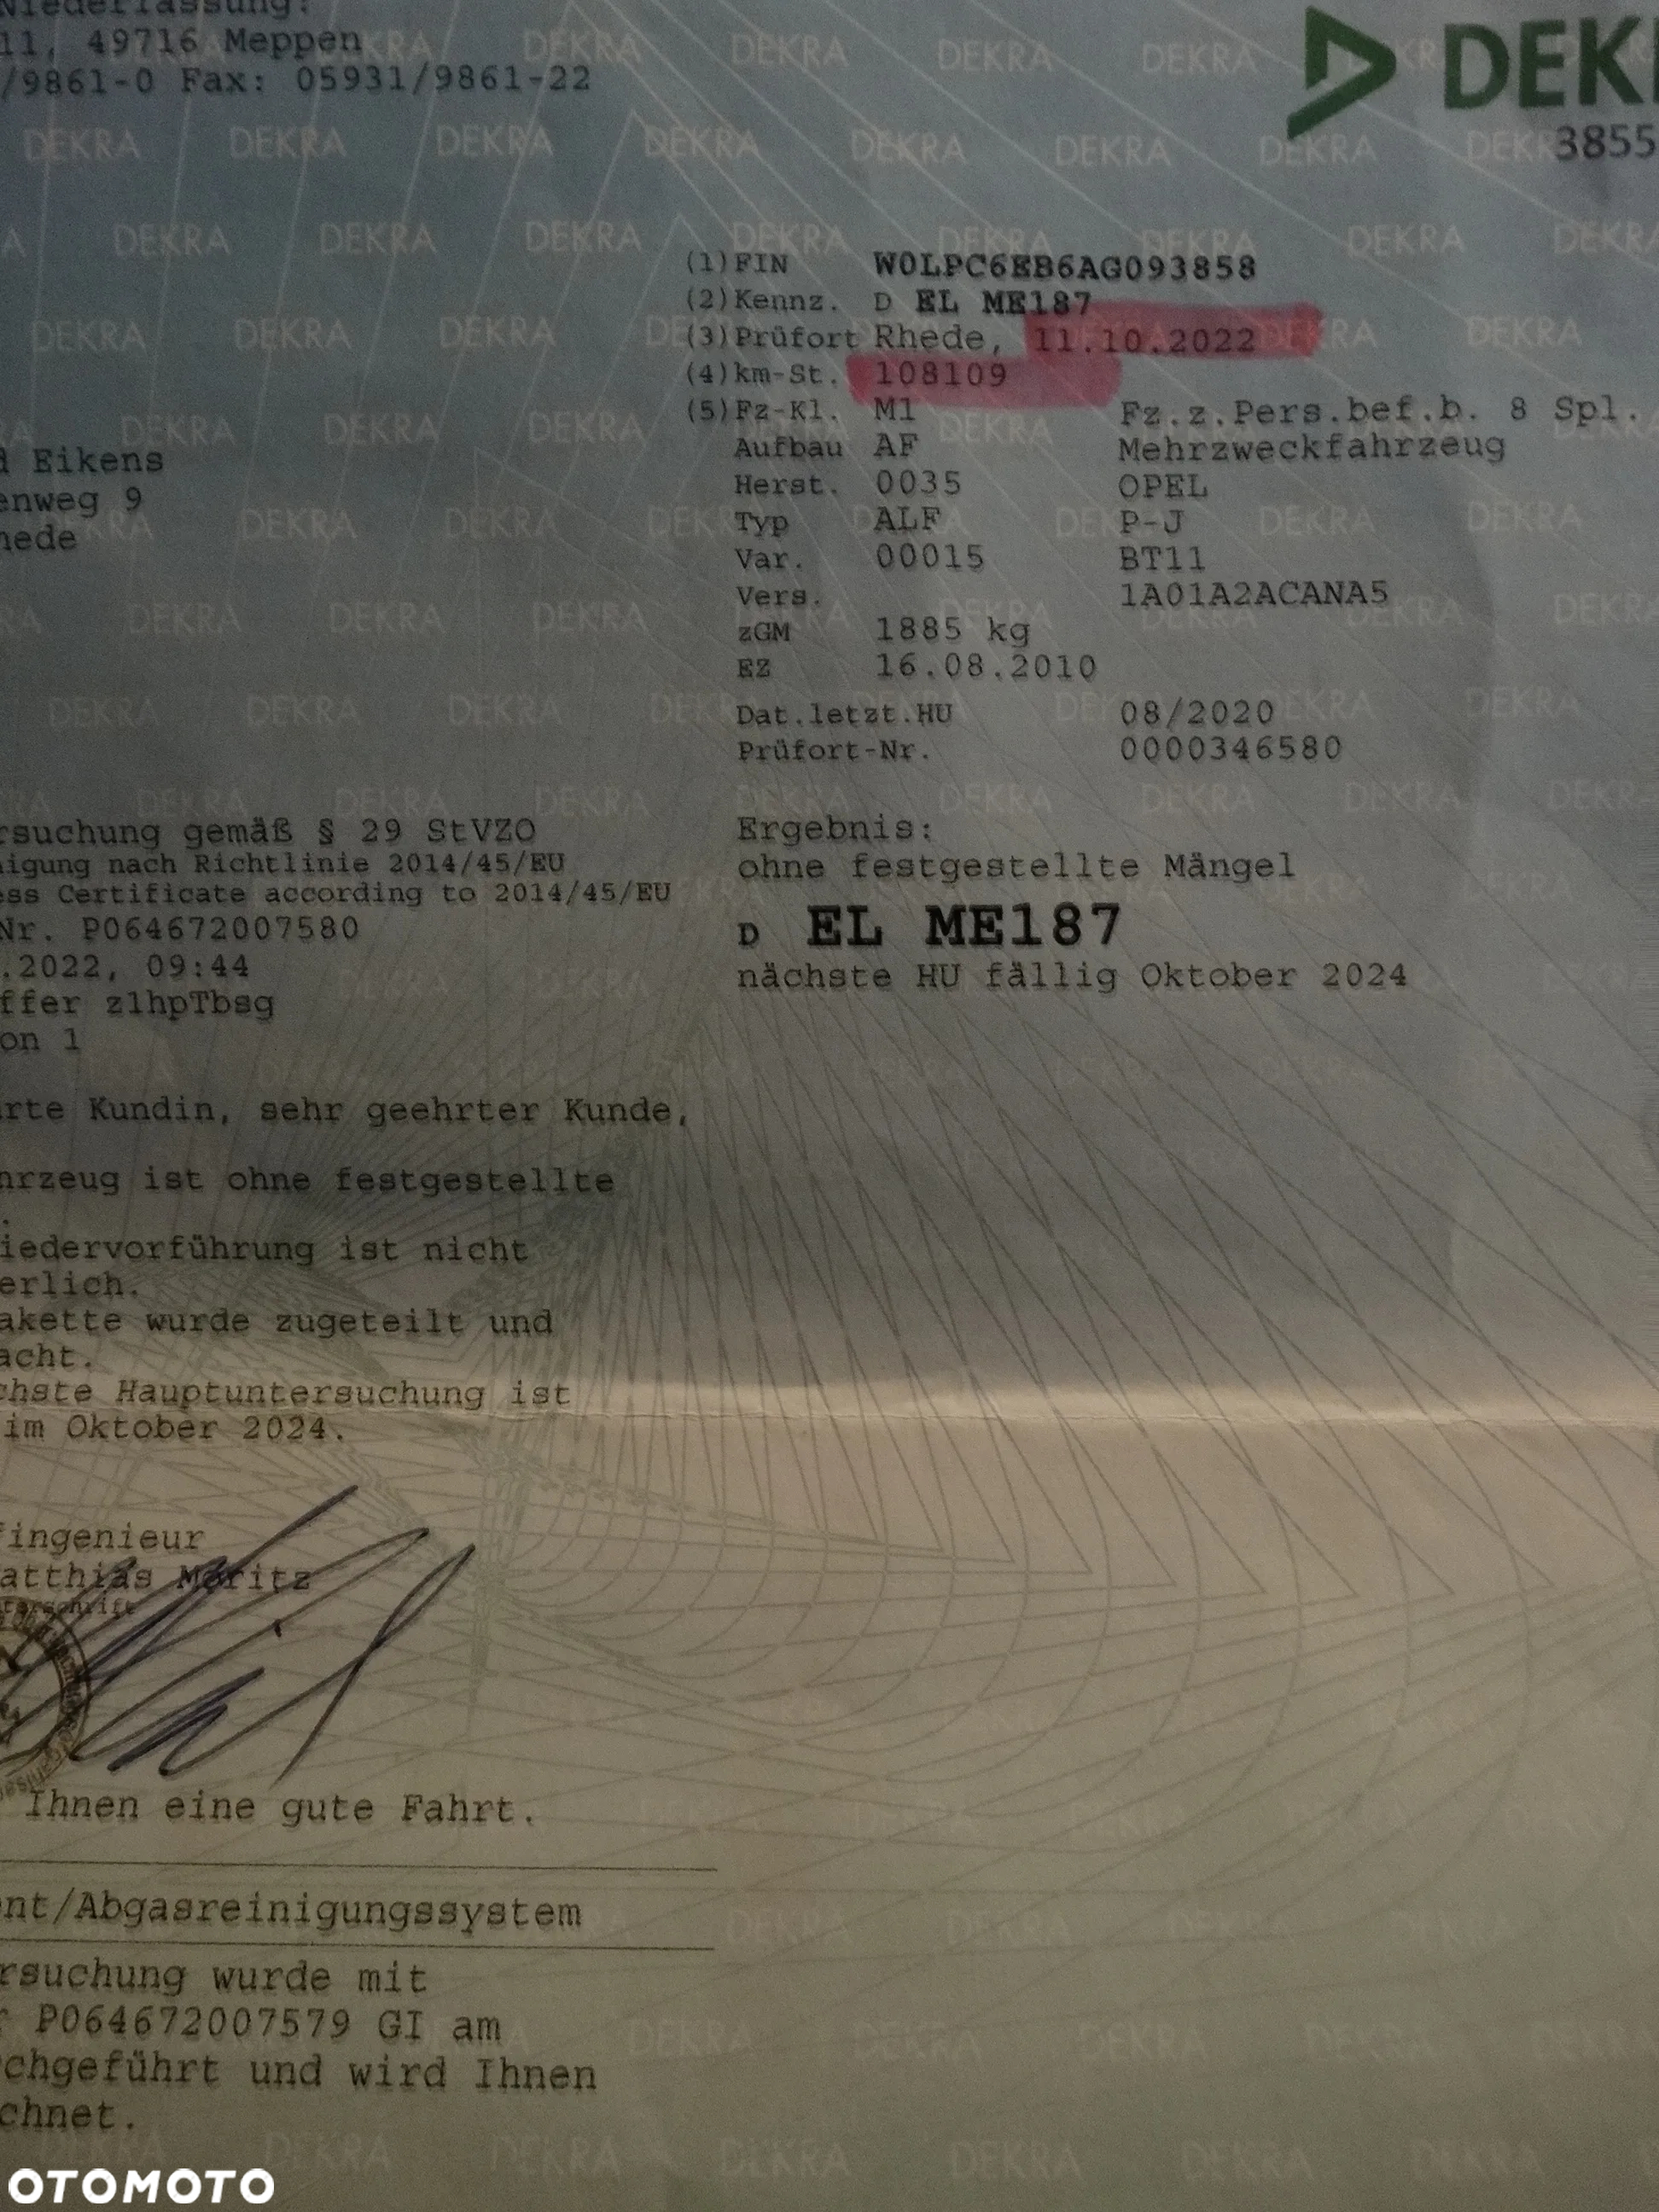 Niederlassung:
11, 49716 Meppen
/9861-0 Fax: 05931/9861-22
DEKR
3855
(1)FIN W0LPC6EB6AG093858
(2)Kennz. D EL ME187
(3)Prüfort Rhede, 11.10.2022
(4)km-St. 108109
(5)Fz-Kl. M1 Fz.z.Pers.bef.b. 8 Spl.
Aufbau AF Mehrzweckfahrzeug
Herst. 0035 OPEL
Typ ALF P-J
Var. 00015 BT11
Vers. 1A01A2ACANA5
zGM 1885 kg
EZ 16.08.2010
Dat.letzt.HU 08/2020
Prüfort-Nr. 0000346580
d Eikens
enweg 9
hede
rsuchung gemäß § 29 StVZO
nigung nach Richtlinie 2014/45/EU
ess Certificate according to 2014/45/EU
Nr. P064672007580
.2022, 09:44
ffer z1hpTbsg
on 1
Ergebnis:
ohne festgestellte Mängel
D EL ME187
nächste HU fällig Oktober 2024
rte Kundin, sehr geehrter Kunde,
hrzeug ist ohne festgestellte
.
iedervorführung ist nicht
erlich.
akette wurde zugeteilt und
acht.
chste Hauptuntersuchung ist
im Oktober 2024.
fingenieur
atthias Moritz
terschrift
Ihnen eine gute Fahrt.
nt/Abgasreinigungssystem
rsuchung wurde mit
r P064672007579 GI am
chgeführt und wird Ihnen
chnet.
OTOMOTO